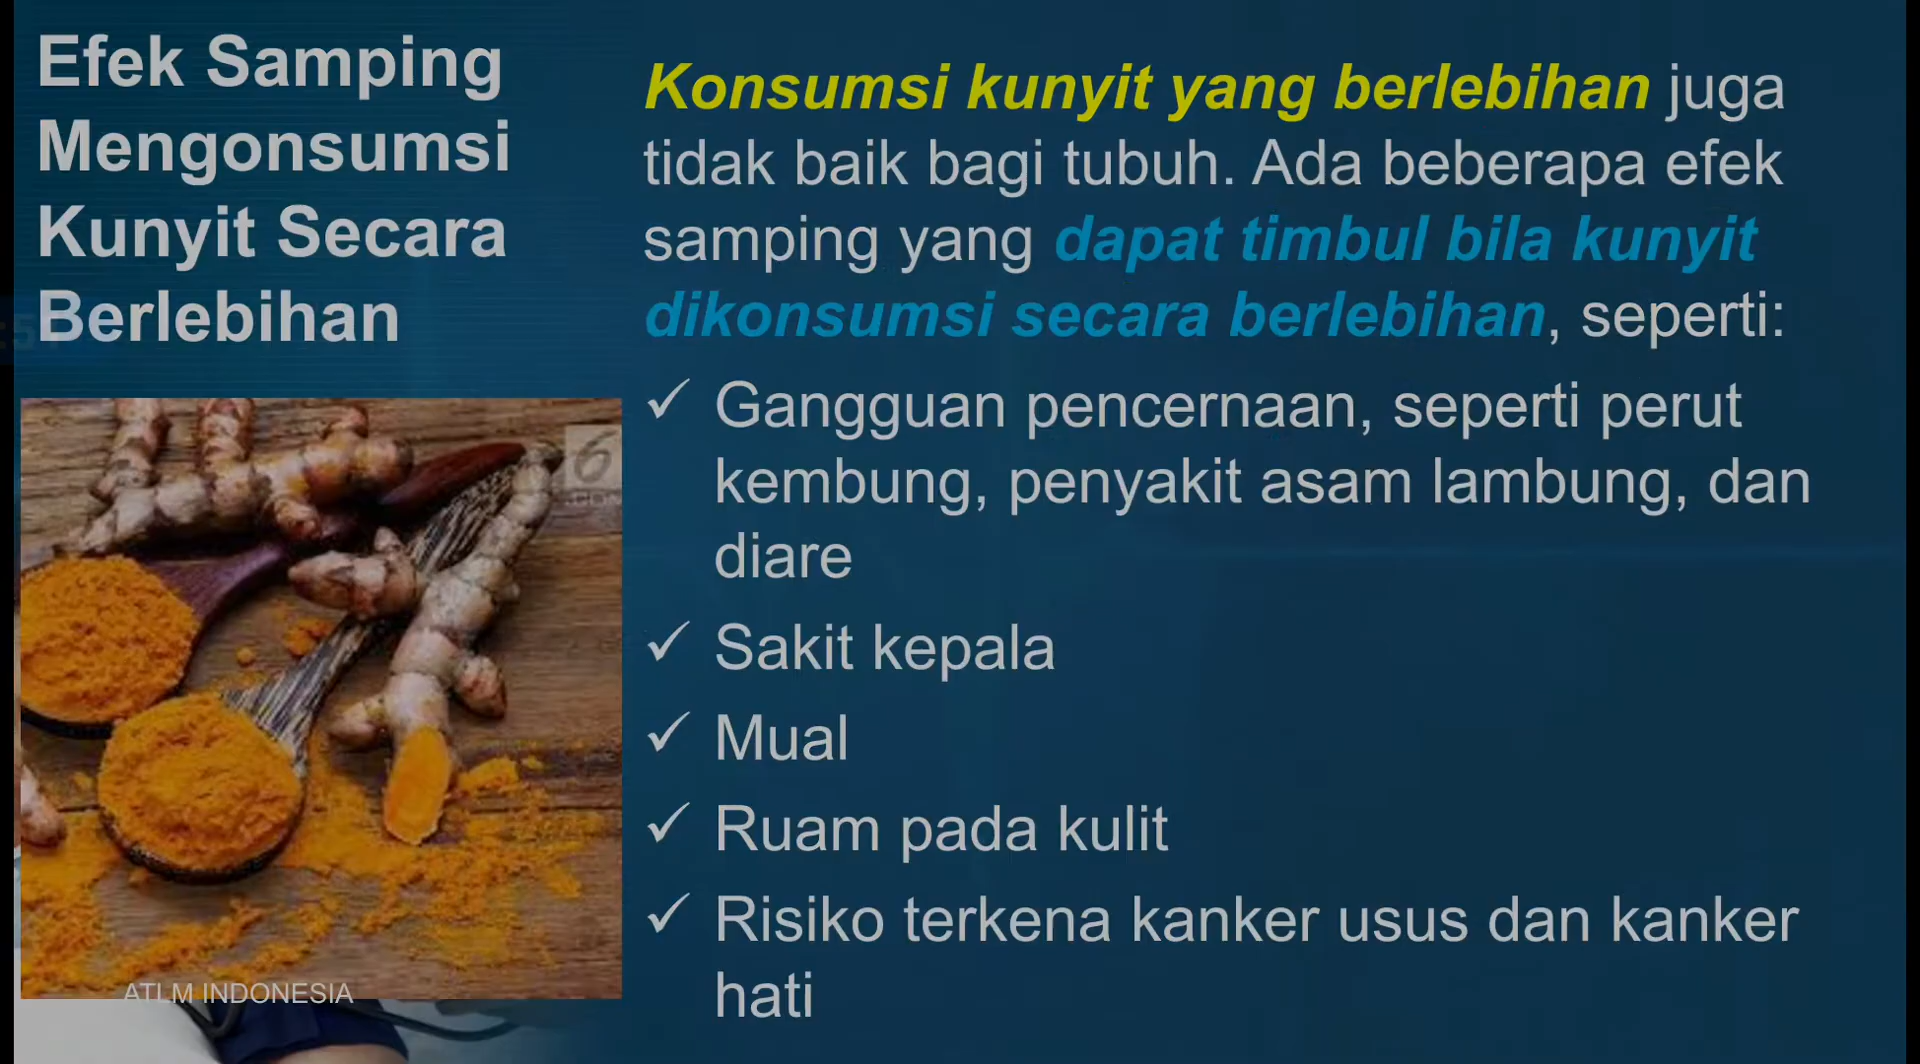 Efek Samping
Mengonsumsi
Kunyit Secara
Berlebihan
Konsumsi kunyit yang berlebihan juga
tidak baik bagi tubuh. Ada beberapa efek
samping yang dapat timbul bila kunyit
dikonsumsi secara berlebihan, seperti:
✓ Gangguan pencernaan, seperti perut
kembung, penyakit asam lambung, dan
diare
✓ Sakit kepala
✓ Mual
✓ Ruam pada kulit
✓ Risiko terkena kanker usus dan kanker
hati
6
ATLM INDONESIA